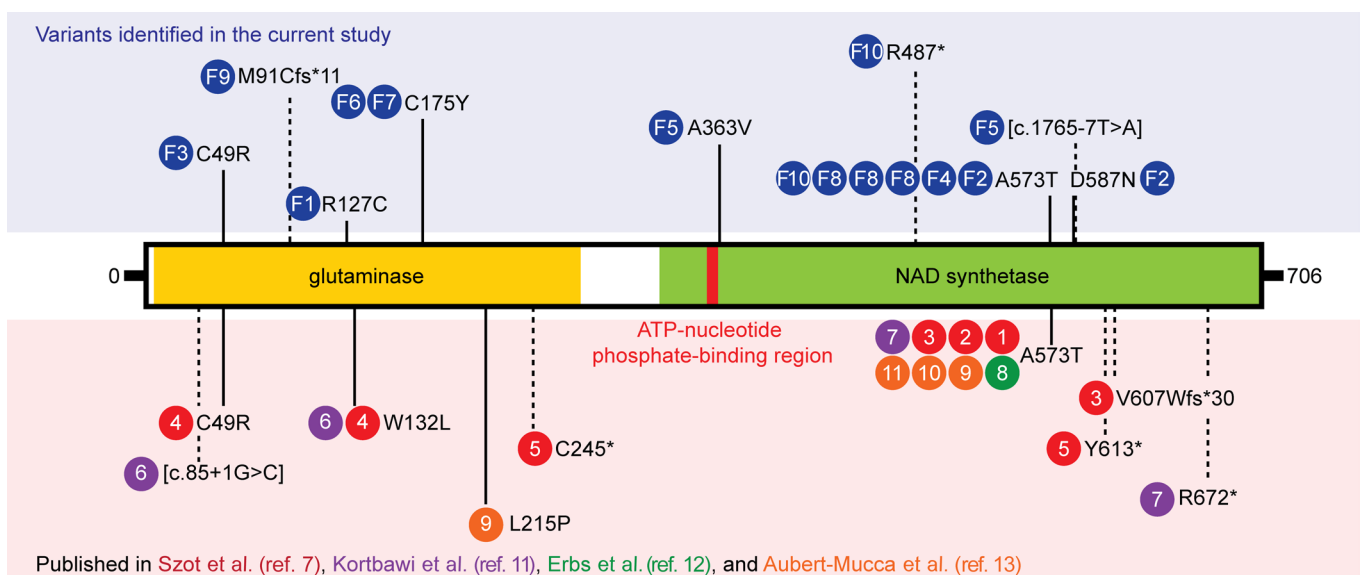 Variants identified in the current study
F10 R487*
F9 M91Cfs*11
F6 F7 C175Y
F5 A363V
F5 [c.1765-7T>A]
F3 C49R
F10 F8 F8 F8 F4 F2 A573T D587N F2
F1 R127C
0 glutaminase NAD synthetase 706
ATP-nucleotide
phosphate-binding region
7 3 2 1
A573T
11 10 9 8
3 V607Wfs*30
4 C49R
6 4 W132L
5 C245*
5 Y613*
6 [c.85+1G>C]
7 R672*
9 L215P
Published in Szot et al. (ref. 7), Kortbawi et al. (ref. 11), Erbs et al. (ref. 12), and Aubert-Mucca et al. (ref. 13)